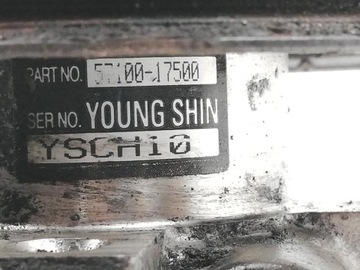 PART NO. 57100-17500
SER NO. YOUNG SHIN
YSCH10